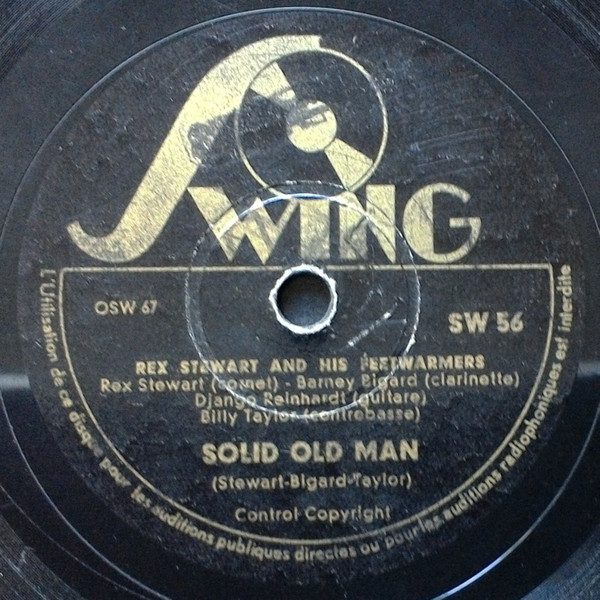 SWING
OSW 67
SW 56
REX STEWART AND HIS FEETWARMERS
Rex Stewart (cornet) - Barney Bigard (clarinette)
Django Reinhardt (guitare)
Billy Taylor (contrebasse)
SOLID OLD MAN
(Stewart-Bigard-Taylor)
Control Copyright
L'Utilisation de ce disque pour les auditions publiques directes ou par les auditions radiophoniques est interdite